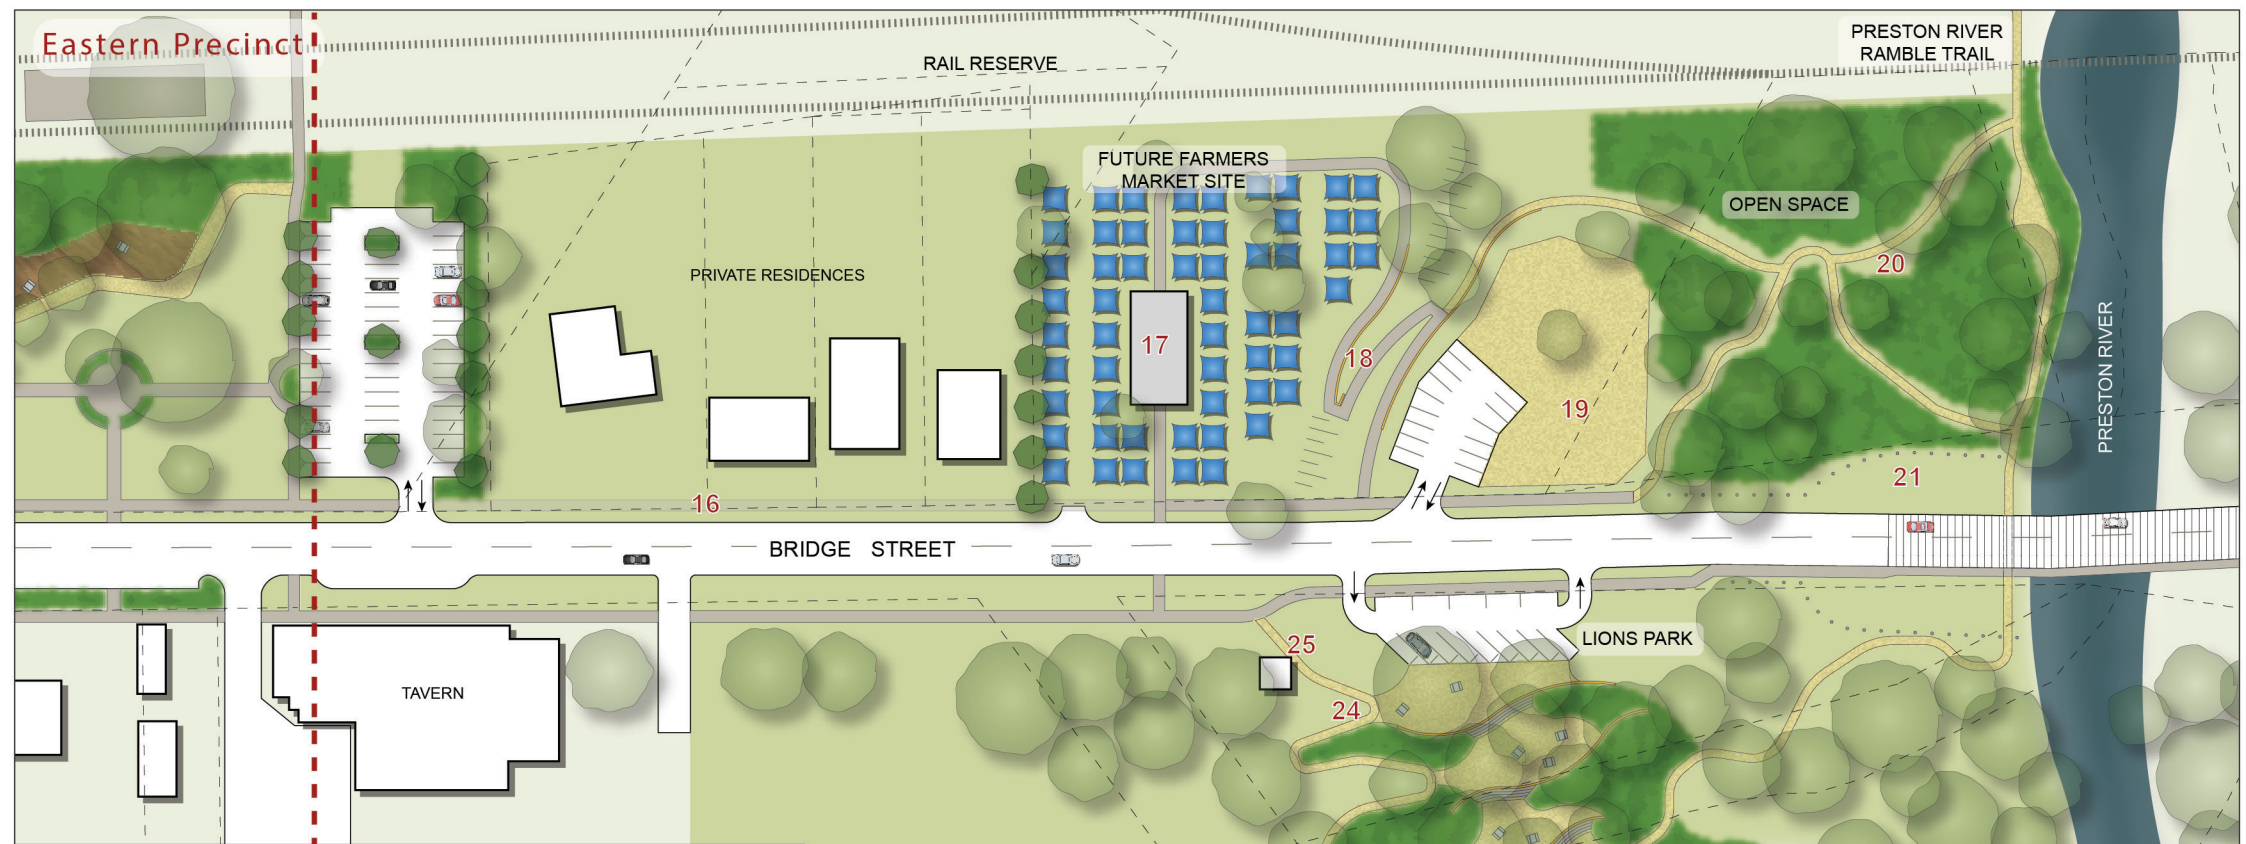 Eastern Precinct
PRESTON RIVER
RAMBLE TRAIL
RAIL RESERVE
FUTURE FARMERS
MARKET SITE
OPEN SPACE
20
PRIVATE RESIDENCES
PRESTON RIVER
17
18
19
21
16
BRIDGE STREET
LIONS PARK
25
TAVERN
24